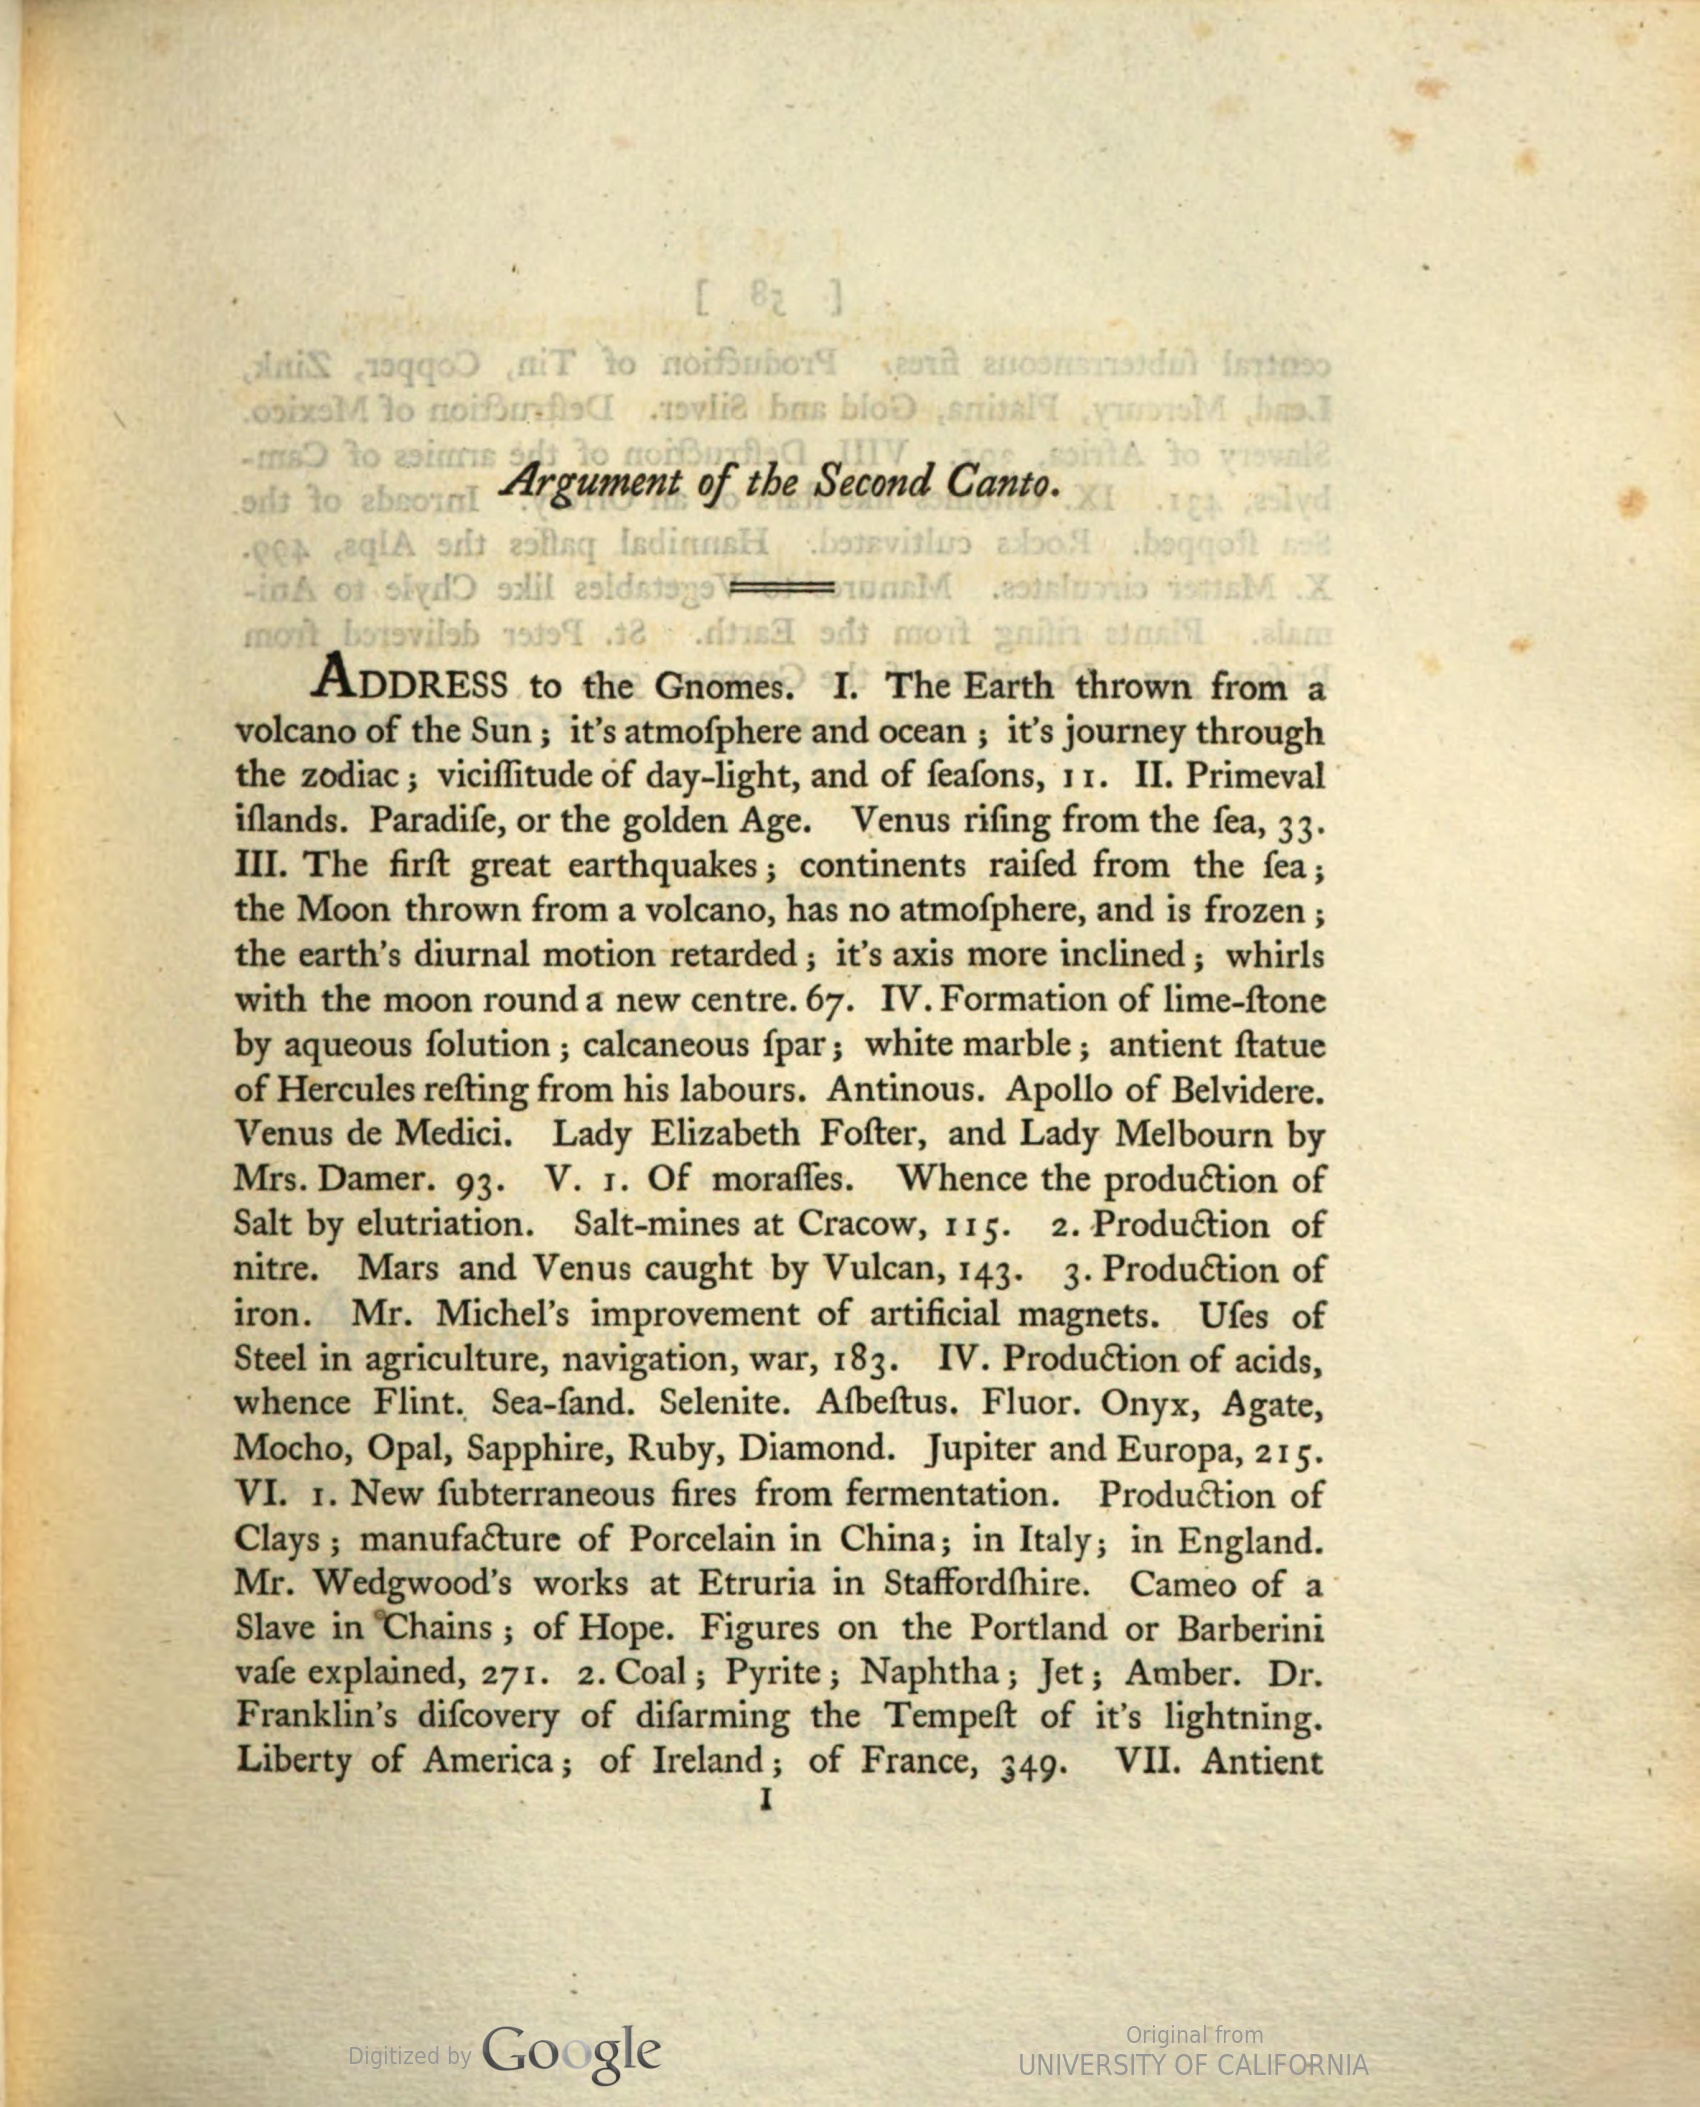 Argument of the Second Canto.
ADDRESS to the Gnomes. I. The Earth thrown from a
volcano of the Sun; it's atmoſphere and ocean; it's journey through
the zodiac; viciſſitude of day-light, and of ſeaſons, 11. II. Primeval
iſlands. Paradiſe, or the golden Age. Venus riſing from the ſea, 33.
III. The firſt great earthquakes; continents raiſed from the ſea;
the Moon thrown from a volcano, has no atmoſphere, and is frozen;
the earth's diurnal motion retarded; it's axis more inclined; whirls
with the moon round a new centre. 67. IV. Formation of lime-ſtone
by aqueous ſolution; calcaneous ſpar; white marble; antient ſtatue
of Hercules reſting from his labours. Antinous. Apollo of Belvidere.
Venus de Medici. Lady Elizabeth Foſter, and Lady Melbourn by
Mrs. Damer. 93. V. 1. Of moraſſes. Whence the production of
Salt by elutriation. Salt-mines at Cracow, 115. 2. Production of
nitre. Mars and Venus caught by Vulcan, 143. 3. Production of
iron. Mr. Michel's improvement of artificial magnets. Uſes of
Steel in agriculture, navigation, war, 183. IV. Production of acids,
whence Flint. Sea-ſand. Selenite. Aſbeſtus. Fluor. Onyx, Agate,
Mocho, Opal, Sapphire, Ruby, Diamond. Jupiter and Europa, 215.
VI. 1. New ſubterraneous fires from fermentation. Production of
Clays; manufacture of Porcelain in China; in Italy; in England.
Mr. Wedgwood's works at Etruria in Staffordſhire. Cameo of a
Slave in Chains; of Hope. Figures on the Portland or Barberini
vaſe explained, 271. 2. Coal; Pyrite; Naphtha; Jet; Amber. Dr.
Franklin's diſcovery of diſarming the Tempeſt of it's lightning.
Liberty of America; of Ireland; of France, 349. VII. Antient
I
Digitized by Google
Original from
UNIVERSITY OF CALIFORNIA